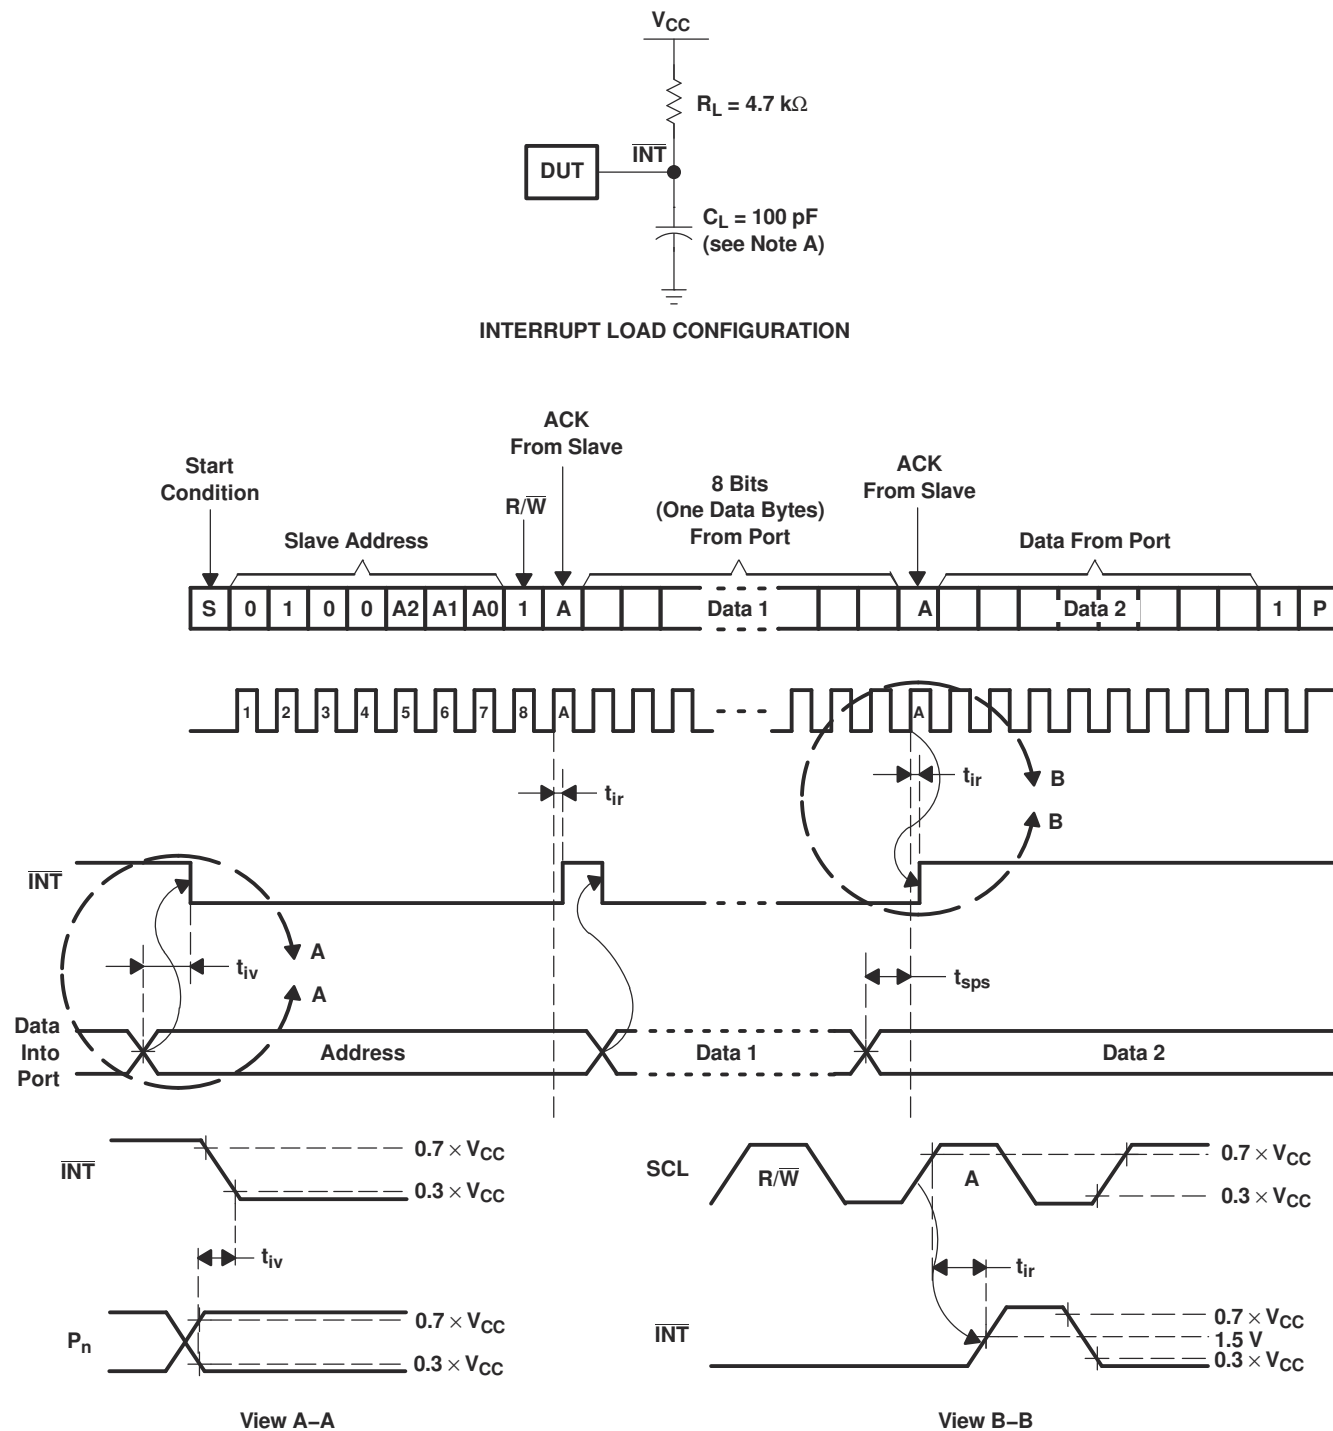 VCC
RL = 4.7 kΩ
INT
DUT
CL = 100 pF
(see Note A)
INTERRUPT LOAD CONFIGURATION
ACK
From Slave
Start
Condition
R/W
8 Bits
(One Data Bytes)
From Port
ACK
From Slave
Slave Address
Data From Port
S 0 1 0 0 A2 A1 A0 1 A Data 1 A Data 2 1 P
1 2 3 4 5 6 7 8 A A
tir
tir
B
B
INT
A
A
tiv
tsps
Data
Into
Port
Address
Data 1
Data 2
INT
0.7 × VCC
0.3 × VCC
tiv
Pn
0.7 × VCC
0.3 × VCC
View A–A
SCL
R/W
A
0.7 × VCC
0.3 × VCC
tir
INT
0.7 × VCC
1.5 V
0.3 × VCC
View B–B